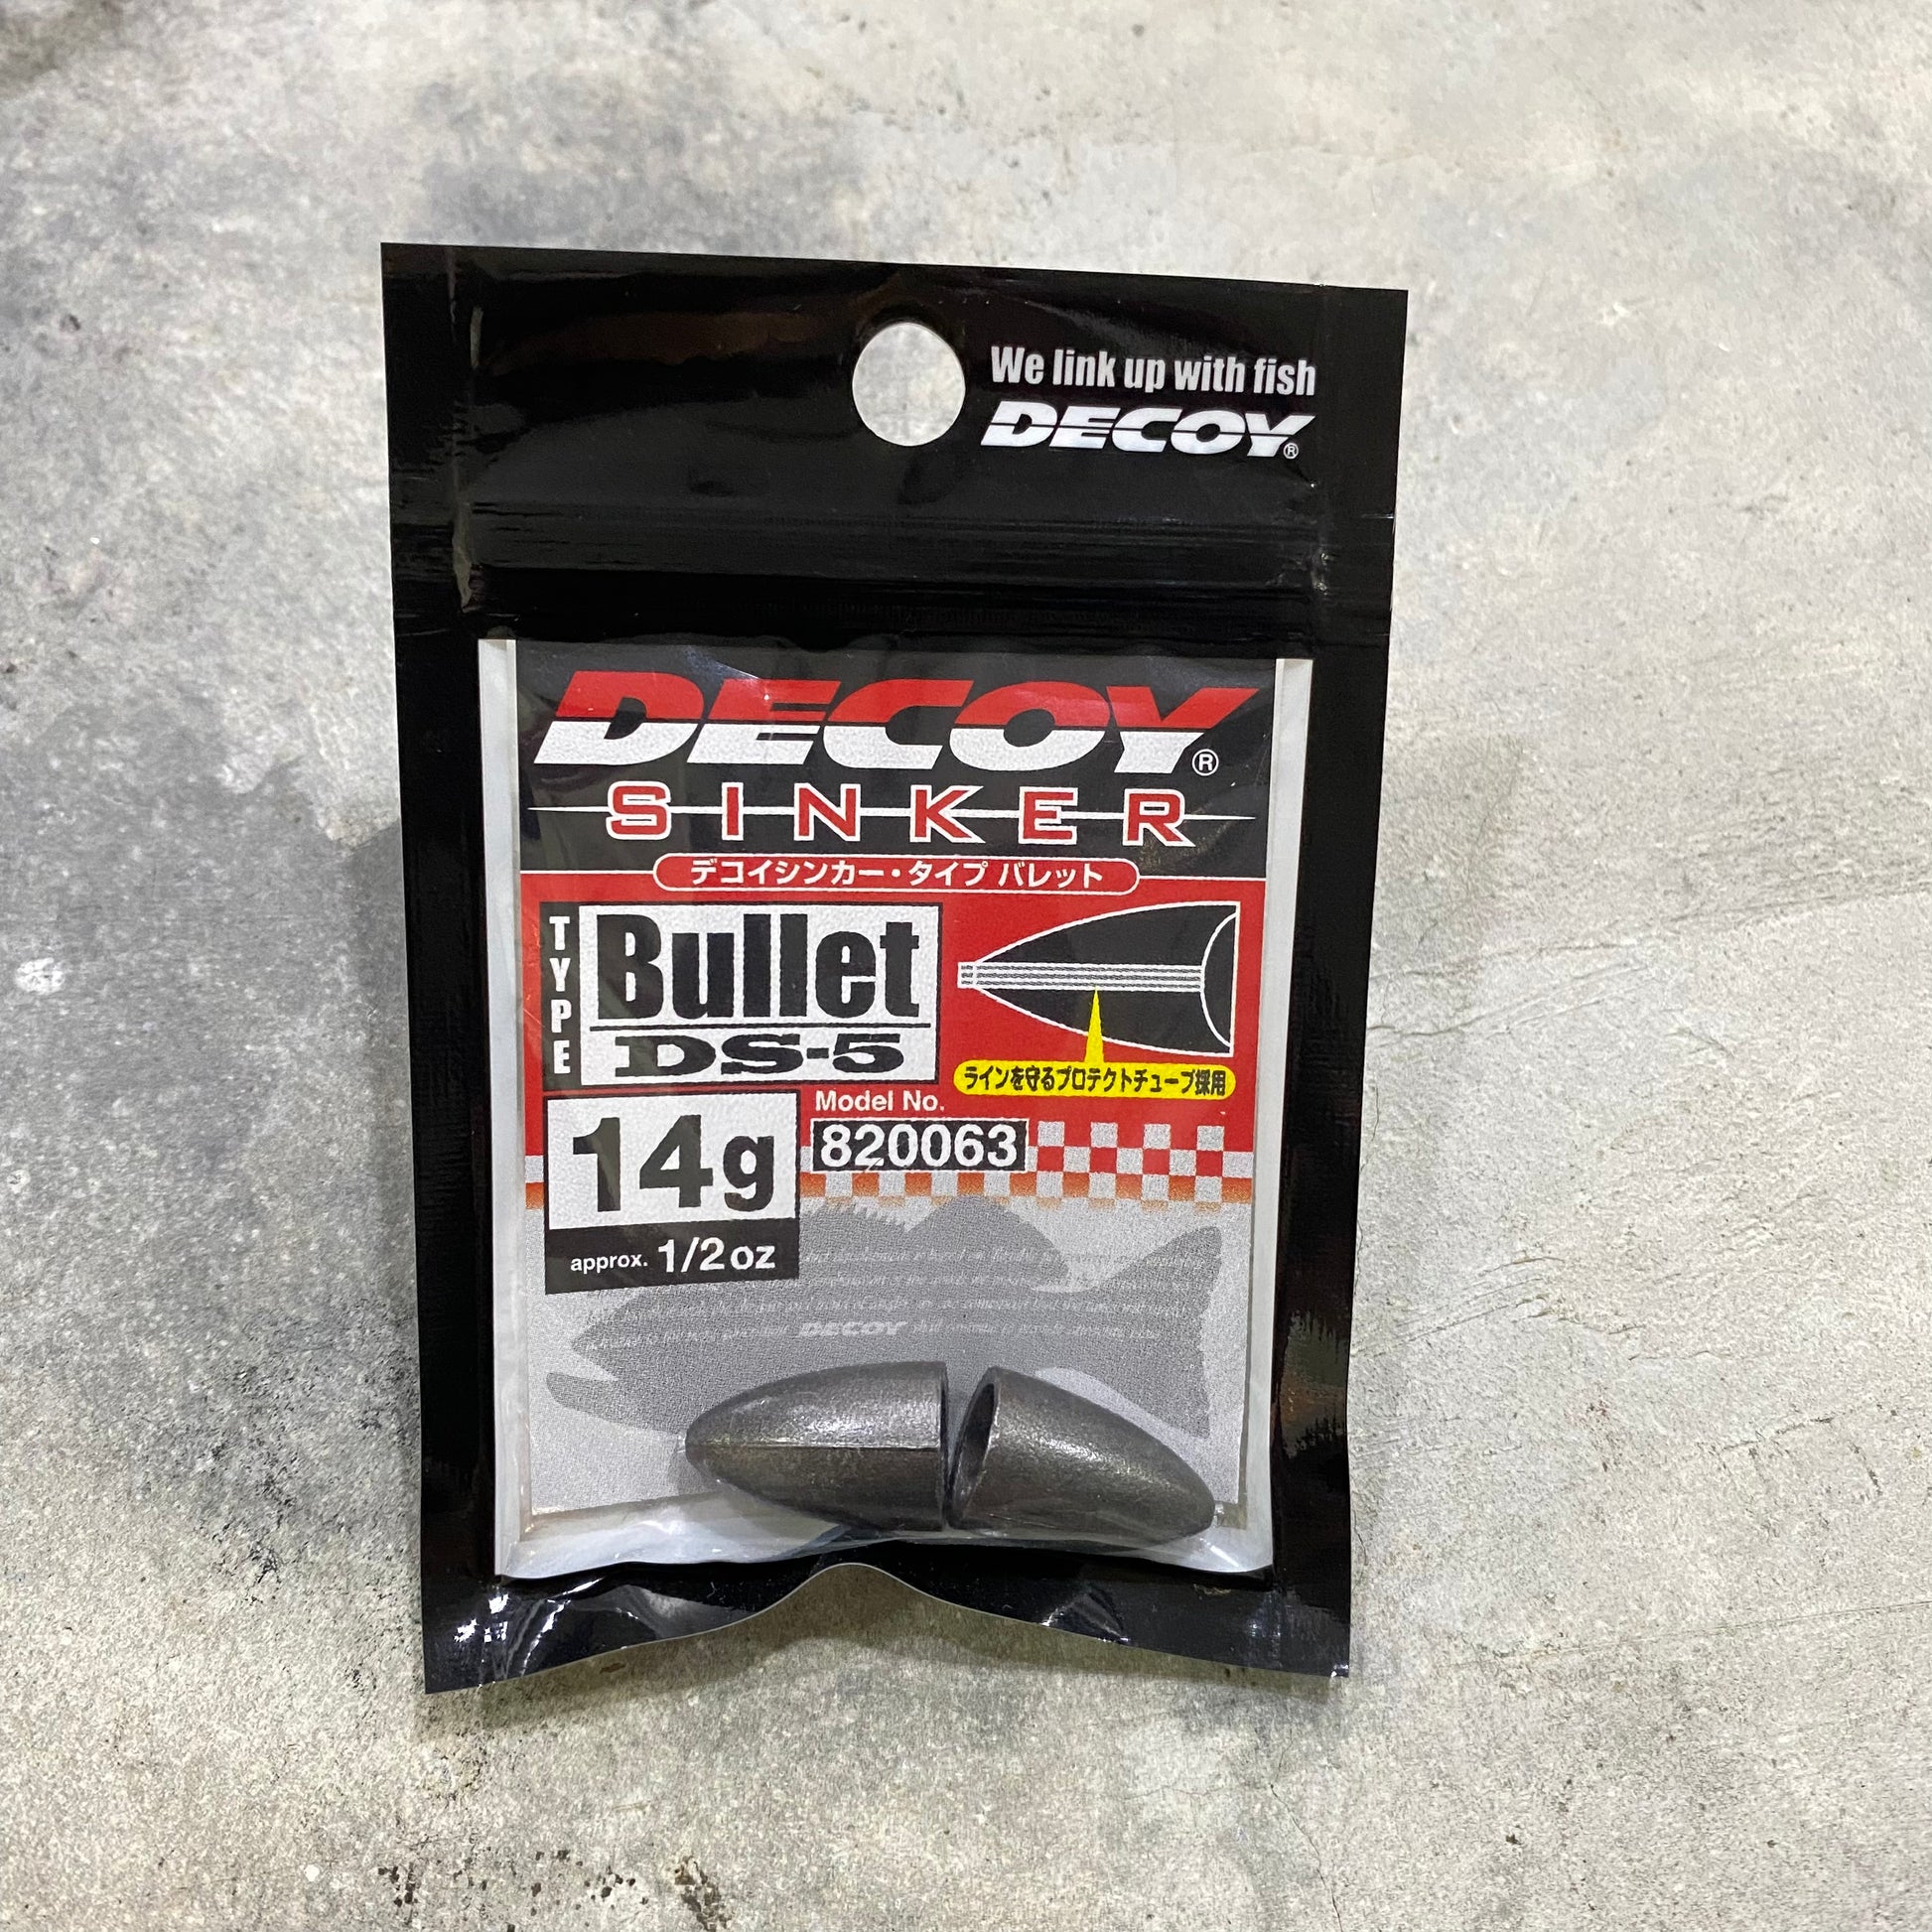 We link up with fish
DECOY®
DECOY®
SINKER
デコイシンカー・タイプ バレット
TYPE
Bullet
DS-5
ラインを守るプロテクトチューブ採用
14g
approx. 1/2oz
Model No.
820063
DECOY